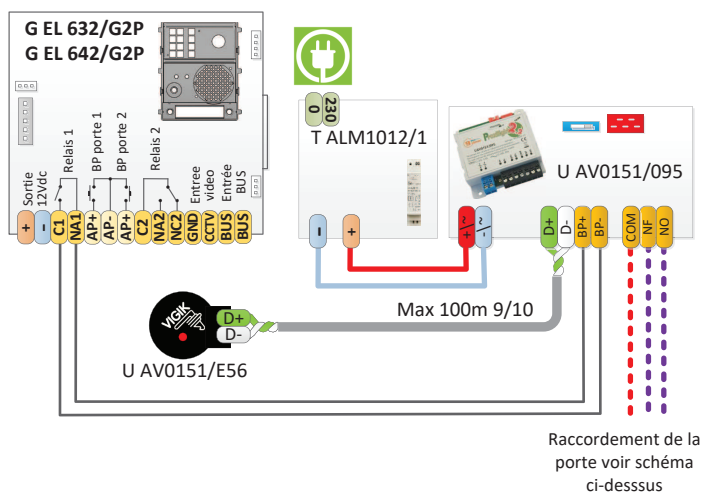 G EL 632/G2P
G EL 642/G2P
Sortie
12Vdc
Relais 1
BP porte 1
BP porte 2
Relais 2
Entree
video
Entrée
BUS
+
-
C1
NA1
AP+
AP-
AP+
C2
NA2
NC2
GND
CCTV
BUS
BUS
0
230
T ALM1012/1
-
+
U AV0151/095
+/~
-/~
D+
D-
BP+
BP-
COM
NF
NO
VIGIK
D+
D-
U AV0151/E56
Max 100m 9/10
Raccordement de la
porte voir schéma
ci-desssus